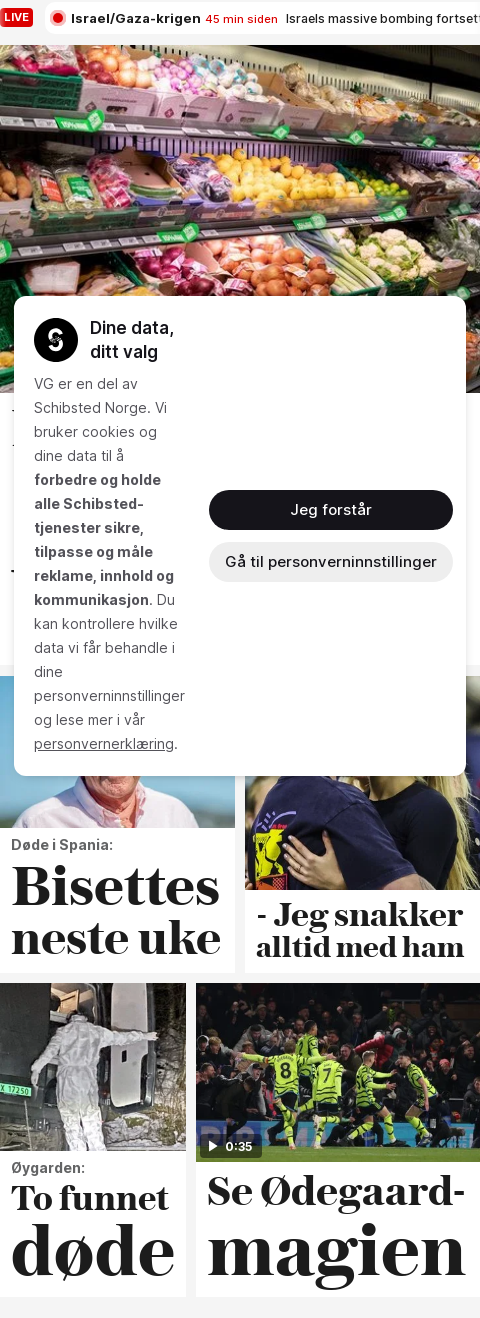 LIVE
Israel/Gaza-krigen 45 min siden Israels massive bombing fortsett
Dine data,
ditt valg
VG er en del av
Schibsted Norge. Vi
bruker cookies og
dine data til å
forbedre og holde
alle Schibsted-
tjenester sikre,
tilpasse og måle
reklame, innhold og
kommunikasjon. Du
kan kontrollere hvilke
data vi får behandle i
dine
personverninnstillinger
og lese mer i vår
personvernerklæring.
Jeg forstår
Gå til personverninnstillinger
Døde i Spania:
Bisettes
neste uke
- Jeg snakker
alltid med ham
X 17250
Øygarden:
To funnet
døde
8
7
0:35
Se Ødegaard-
magien